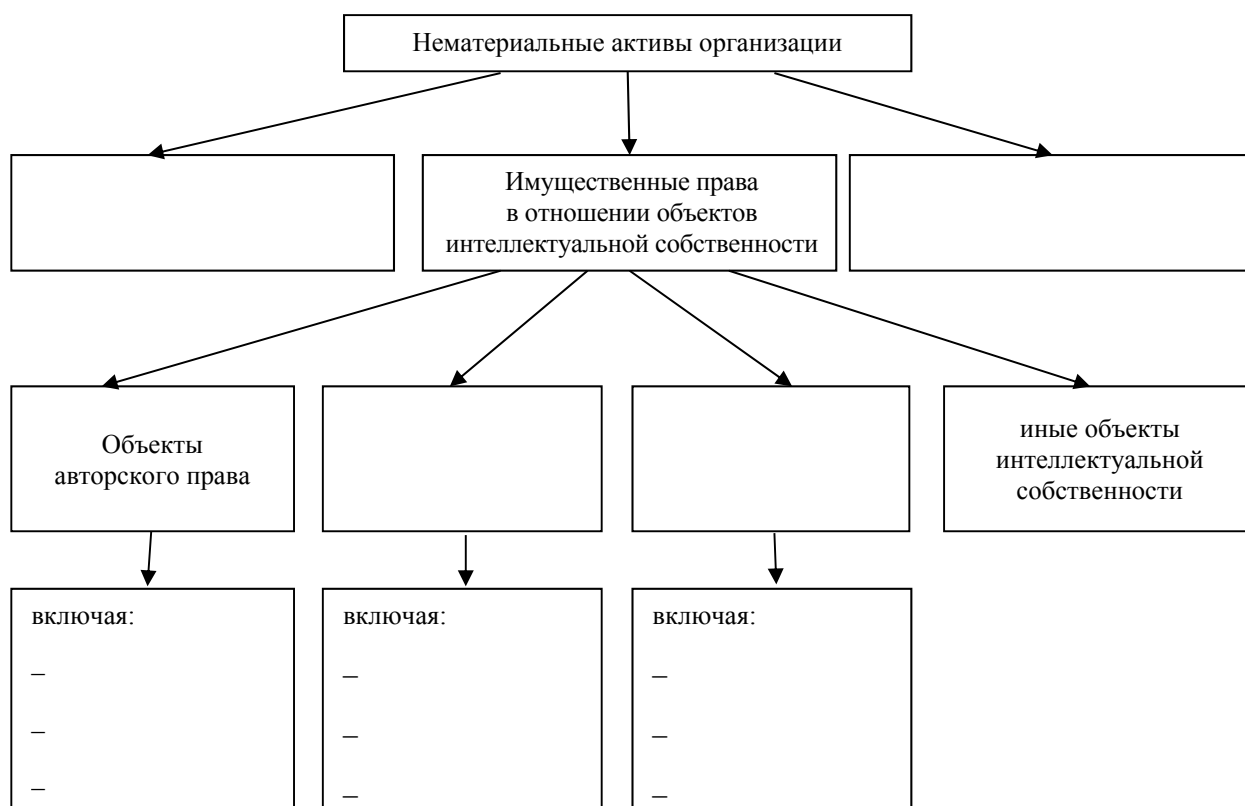 Нематериальные активы организации
Имущественные права
в отношении объектов
интеллектуальной собственности
Объекты
авторского права
иные объекты
интеллектуальной
собственности
включая:
–
–
–
включая:
–
–
–
включая:
–
–
–